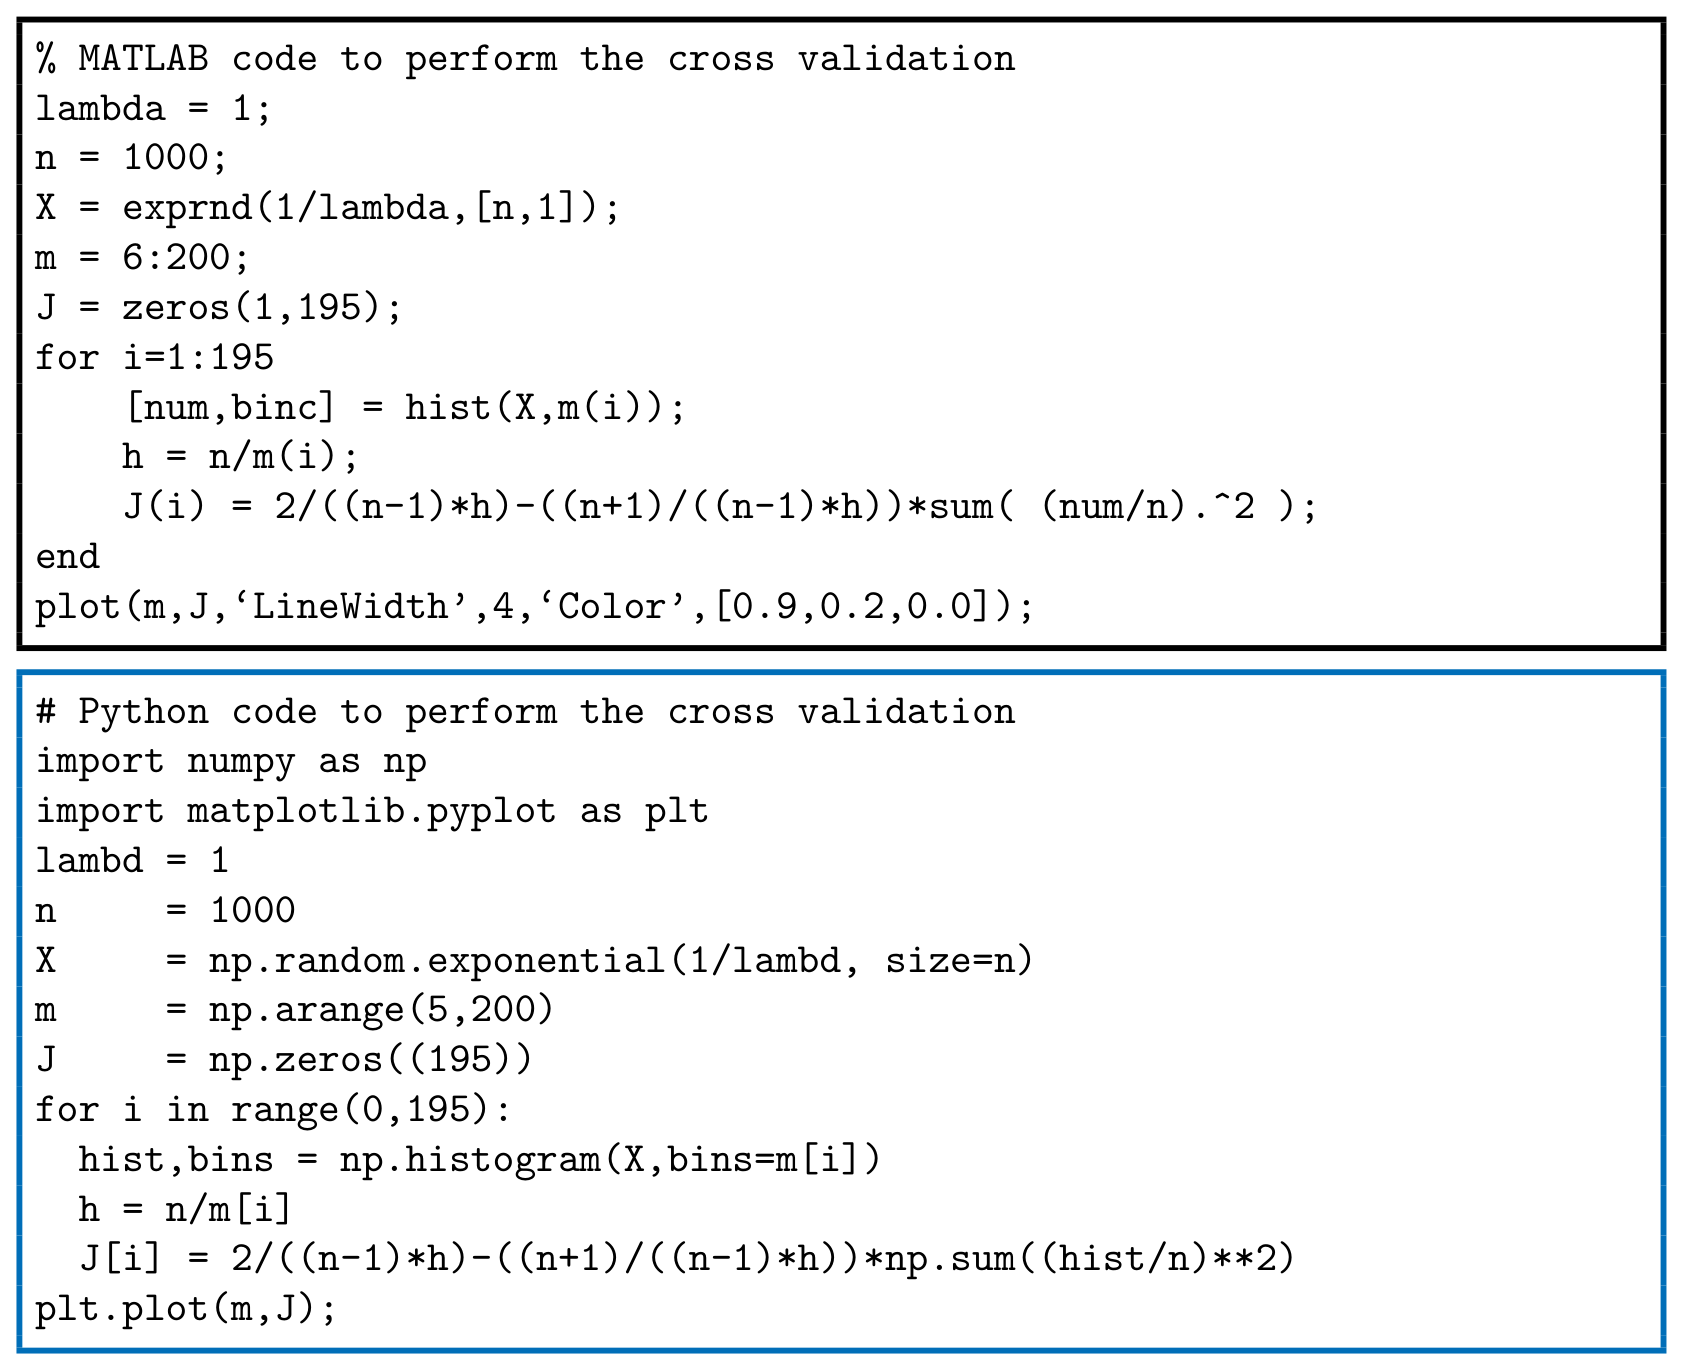 % MATLAB code to perform the cross validation
lambda = 1;
n = 1000;
X = exprnd(1/lambda,[n,1]);
m = 6:200;
J = zeros(1,195);
for i=1:195
    [num,binc] = hist(X,m(i));
    h = n/m(i);
    J(i) = 2/((n-1)*h)-((n+1)/((n-1)*h))*sum( (num/n).^2 );
end
plot(m,J,‘LineWidth’,4,‘Color’,[0.9,0.2,0.0]);
# Python code to perform the cross validation
import numpy as np
import matplotlib.pyplot as plt
lambd = 1
n     = 1000
X     = np.random.exponential(1/lambd, size=n)
m     = np.arange(5,200)
J     = np.zeros((195))
for i in range(0,195):
  hist,bins = np.histogram(X,bins=m[i])
  h = n/m[i]
  J[i] = 2/((n-1)*h)-((n+1)/((n-1)*h))*np.sum((hist/n)**2)
plt.plot(m,J);